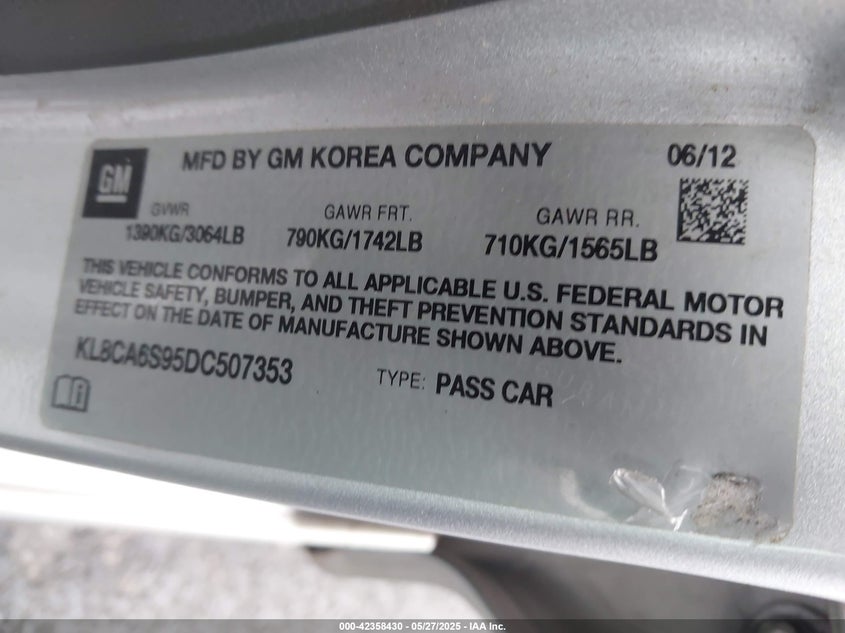 GM MFD BY GM KOREA COMPANY 06/12
GVWR GAWR FRT. GAWR RR.
1390KG/3064LB 790KG/1742LB 710KG/1565LB
THIS VEHICLE CONFORMS TO ALL APPLICABLE U.S. FEDERAL MOTOR
VEHICLE SAFETY, BUMPER, AND THEFT PREVENTION STANDARDS IN
EFFECT ON THE DATE OF MANUFACTURE SHOWN ABOVE.
KL8CA6S95DC507353 TYPE: PASS CAR
000-42358430 - 05/27/2025 - IAA Inc.